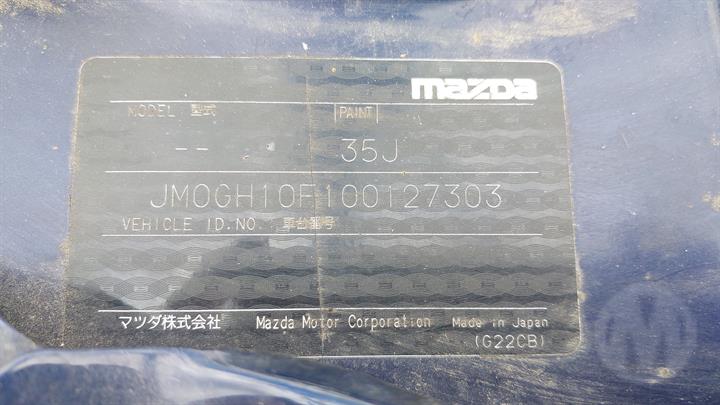 mazda
MODEL 型式 PAINT
-- 35J
JM0GH10F100127303
VEHICLE ID.NO. 車台番号
マツダ株式会社 Mazda Motor Corporation Made in Japan
(G22CB)
M